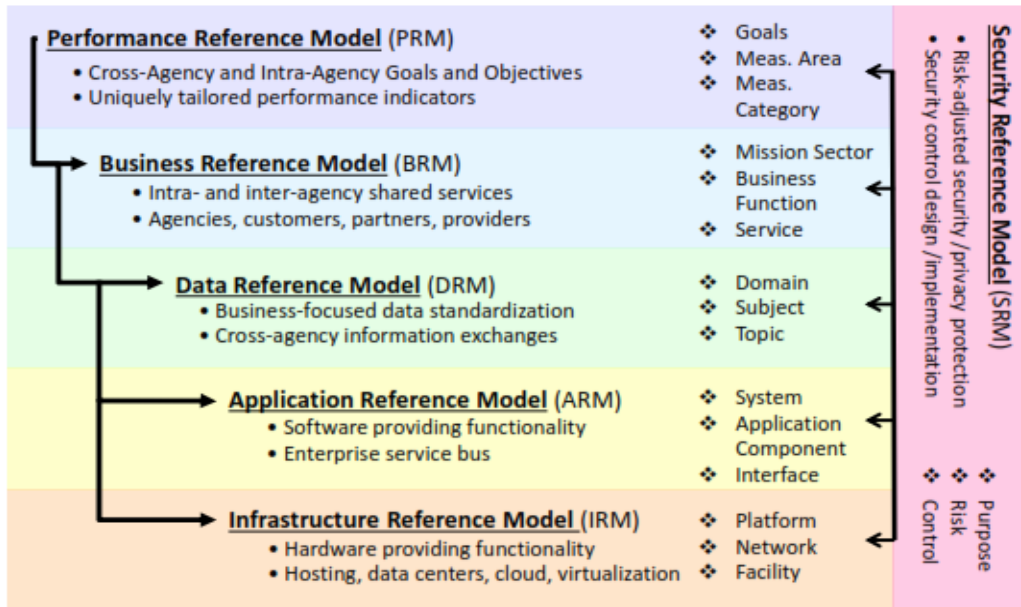 Performance Reference Model (PRM)
• Cross-Agency and Intra-Agency Goals and Objectives
• Uniquely tailored performance indicators
❖ Goals
❖ Meas. Area
❖ Meas.
Category
Business Reference Model (BRM)
• Intra- and inter-agency shared services
• Agencies, customers, partners, providers
❖ Mission Sector
❖ Business
Function
❖ Service
Data Reference Model (DRM)
• Business-focused data standardization
• Cross-agency information exchanges
❖ Domain
❖ Subject
❖ Topic
Application Reference Model (ARM)
• Software providing functionality
• Enterprise service bus
❖ System
❖ Application
Component
❖ Interface
Infrastructure Reference Model (IRM)
• Hardware providing functionality
• Hosting, data centers, cloud, virtualization
❖ Platform
❖ Network
❖ Facility
Security Reference Model (SRM)
• Risk-adjusted security/privacy protection
• Security control design/implementation
❖ Purpose
❖ Risk
❖ Control